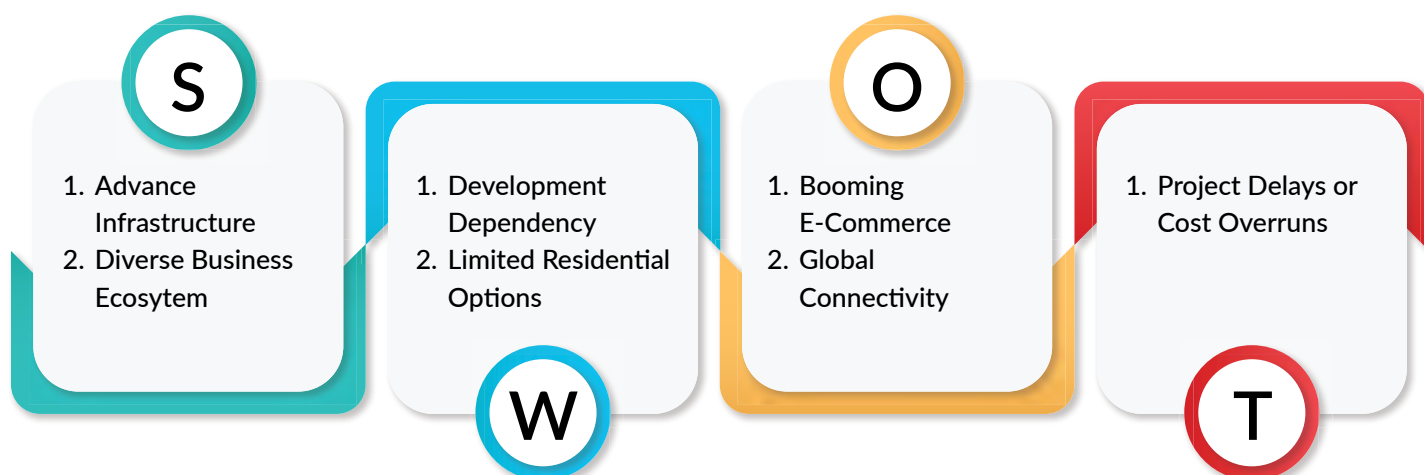 S
1. Advance
Infrastructure
2. Diverse Business
Ecosytem
W
1. Development
Dependency
2. Limited Residential
Options
O
1. Booming
E-Commerce
2. Global
Connectivity
T
1. Project Delays or
Cost Overruns